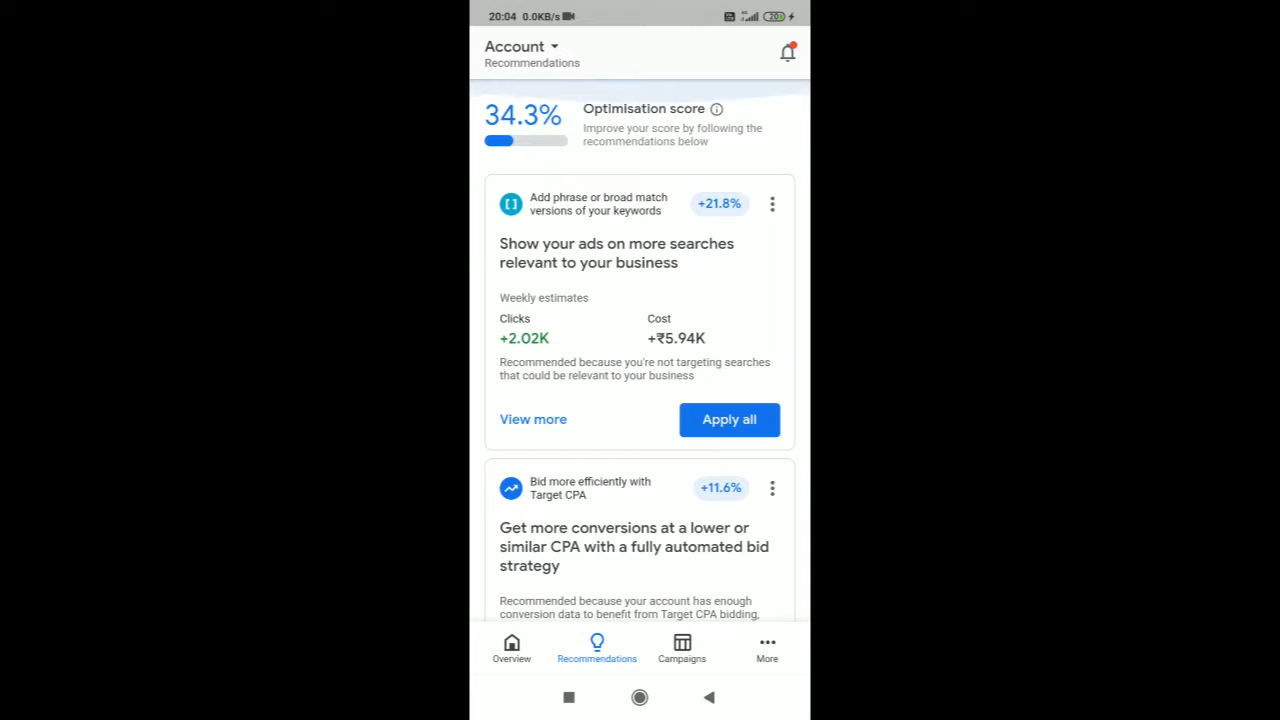 20:04 0.0KB/s
20
Account
Recommendations
34.3%
Optimisation score
Improve your score by following the
recommendations below
Add phrase or broad match
versions of your keywords
+21.8%
Show your ads on more searches
relevant to your business
Weekly estimates
Clicks
Cost
+2.02K
+₹5.94K
Recommended because you're not targeting searches
that could be relevant to your business
View more
Apply all
Bid more efficiently with
Target CPA
+11.6%
Get more conversions at a lower or
similar CPA with a fully automated bid
strategy
Recommended because your account has enough
conversion data to benefit from Target CPA bidding,
Overview
Recommendations
Campaigns
More